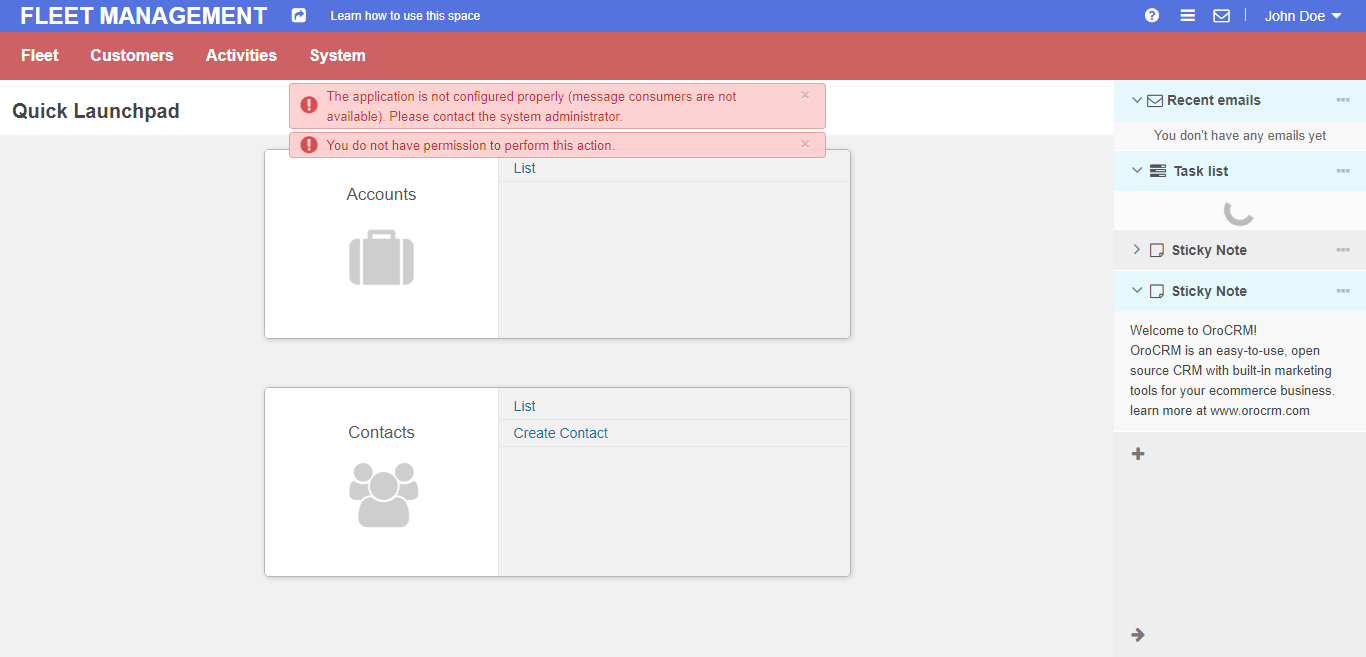 FLEET MANAGEMENT
Learn how to use this space
John Doe
Fleet
Customers
Activities
System
Quick Launchpad
The application is not configured properly (message consumers are not
available). Please contact the system administrator.
You do not have permission to perform this action.
Accounts
List
Contacts
List
Create Contact
Recent emails
You don't have any emails yet
Task list
Sticky Note
Sticky Note
Welcome to OroCRM!
OroCRM is an easy-to-use, open
source CRM with built-in marketing
tools for your ecommerce business.
learn more at www.orocrm.com